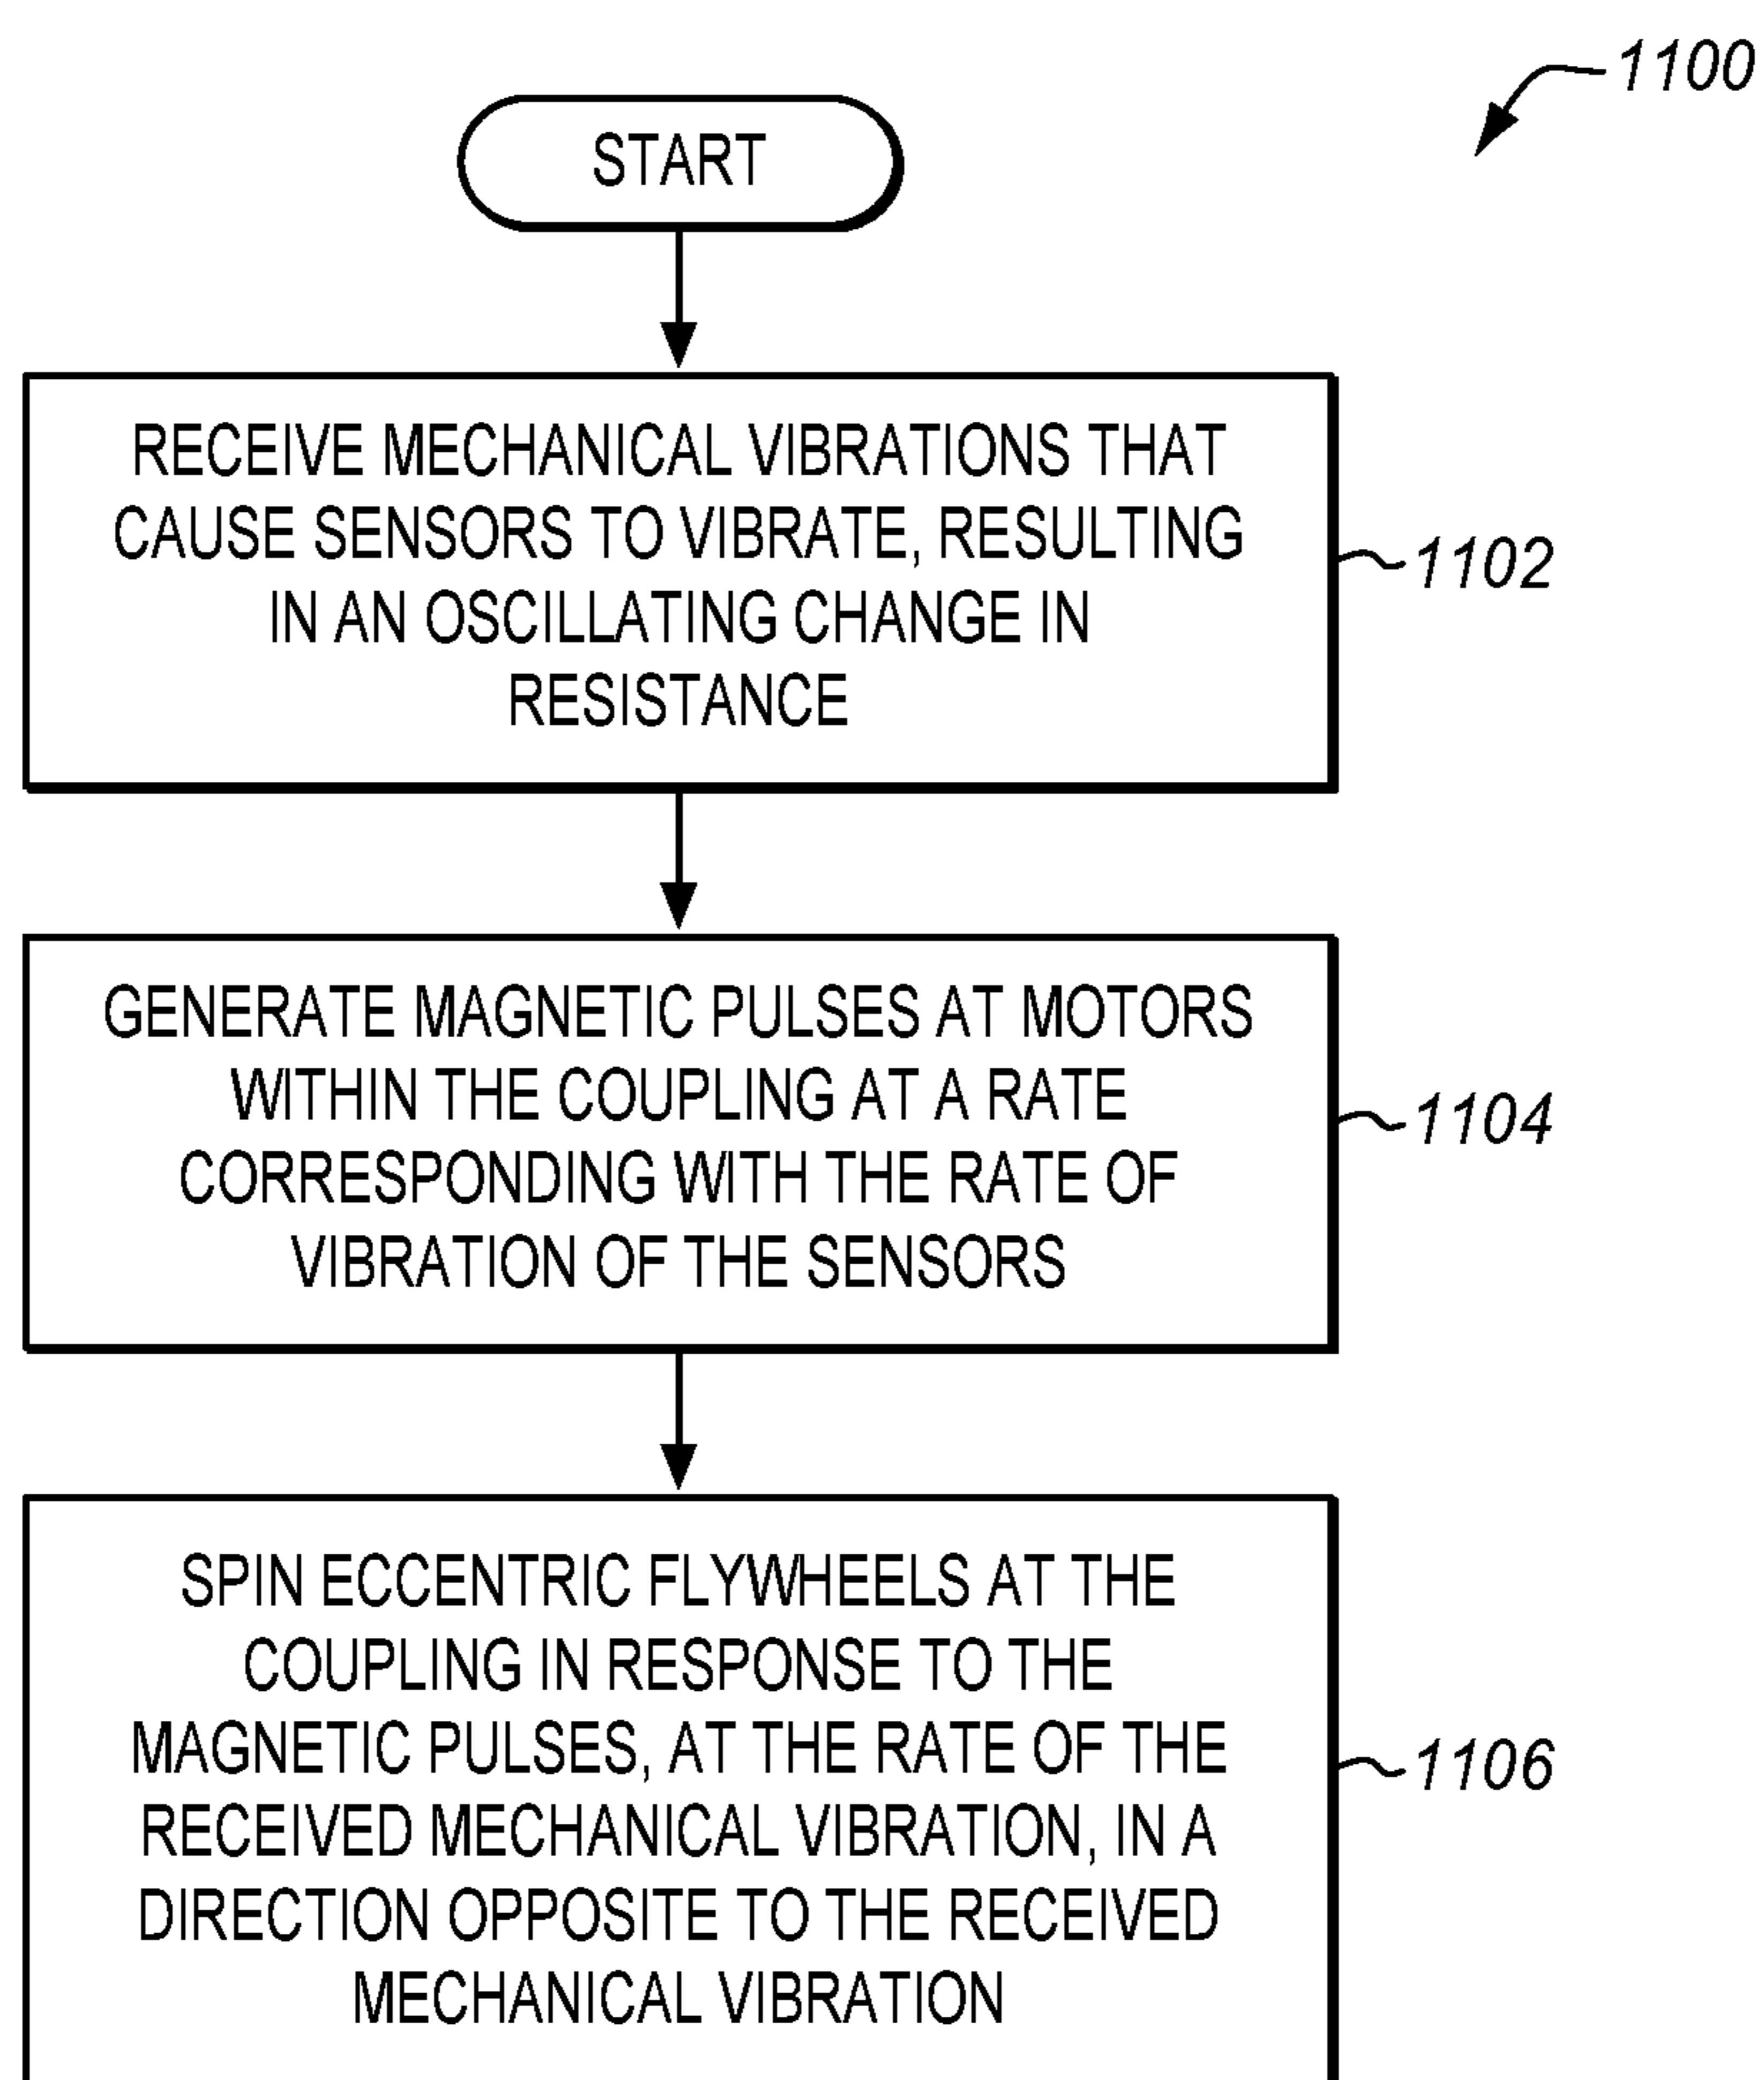 1100
START
RECEIVE MECHANICAL VIBRATIONS THAT
CAUSE SENSORS TO VIBRATE, RESULTING
IN AN OSCILLATING CHANGE IN
RESISTANCE
1102
GENERATE MAGNETIC PULSES AT MOTORS
WITHIN THE COUPLING AT A RATE
CORRESPONDING WITH THE RATE OF
VIBRATION OF THE SENSORS
1104
SPIN ECCENTRIC FLYWHEELS AT THE
COUPLING IN RESPONSE TO THE
MAGNETIC PULSES, AT THE RATE OF THE
RECEIVED MECHANICAL VIBRATION, IN A
DIRECTION OPPOSITE TO THE RECEIVED
MECHANICAL VIBRATION
1106